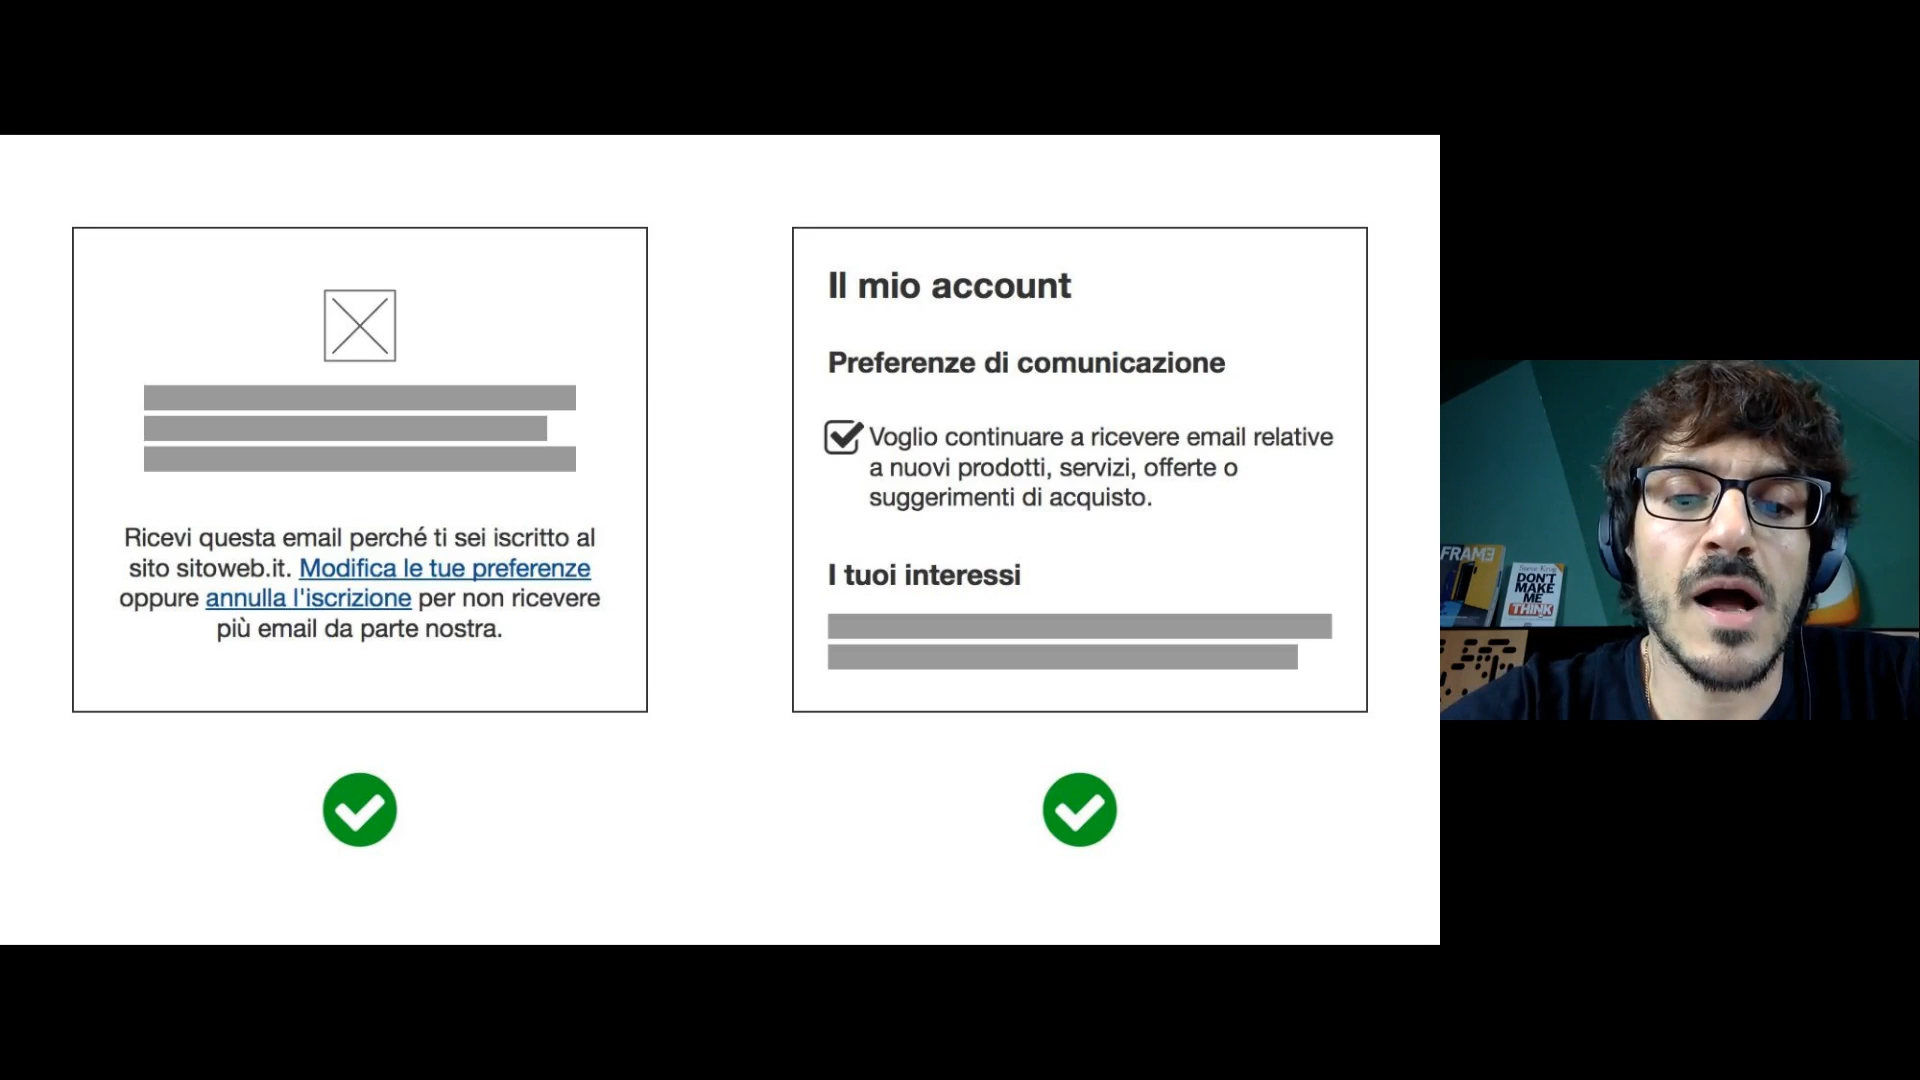 Ricevi questa email perché ti sei iscritto al
sito sitoweb.it. Modifica le tue preferenze
oppure annulla l'iscrizione per non ricevere
più email da parte nostra.
Il mio account
Preferenze di comunicazione
Voglio continuare a ricevere email relative
a nuovi prodotti, servizi, offerte o
suggerimenti di acquisto.
I tuoi interessi
FRAME
Steve Krug
DON'T
MAKE
ME
THINK